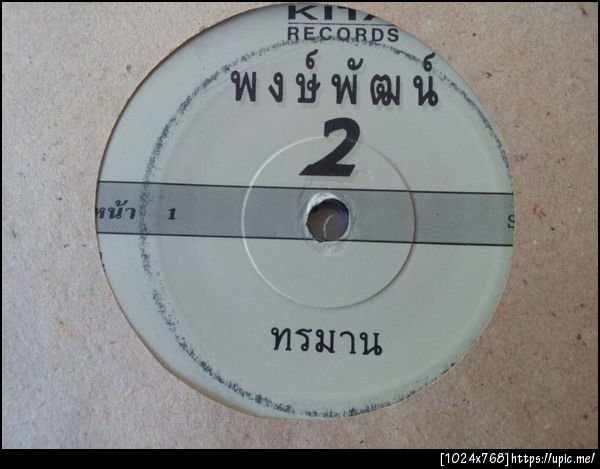 KITA
RECORDS
พงษ์พัฒน์
2
หน้า 1
ทรมาน
[1024x768]https://upic.me/